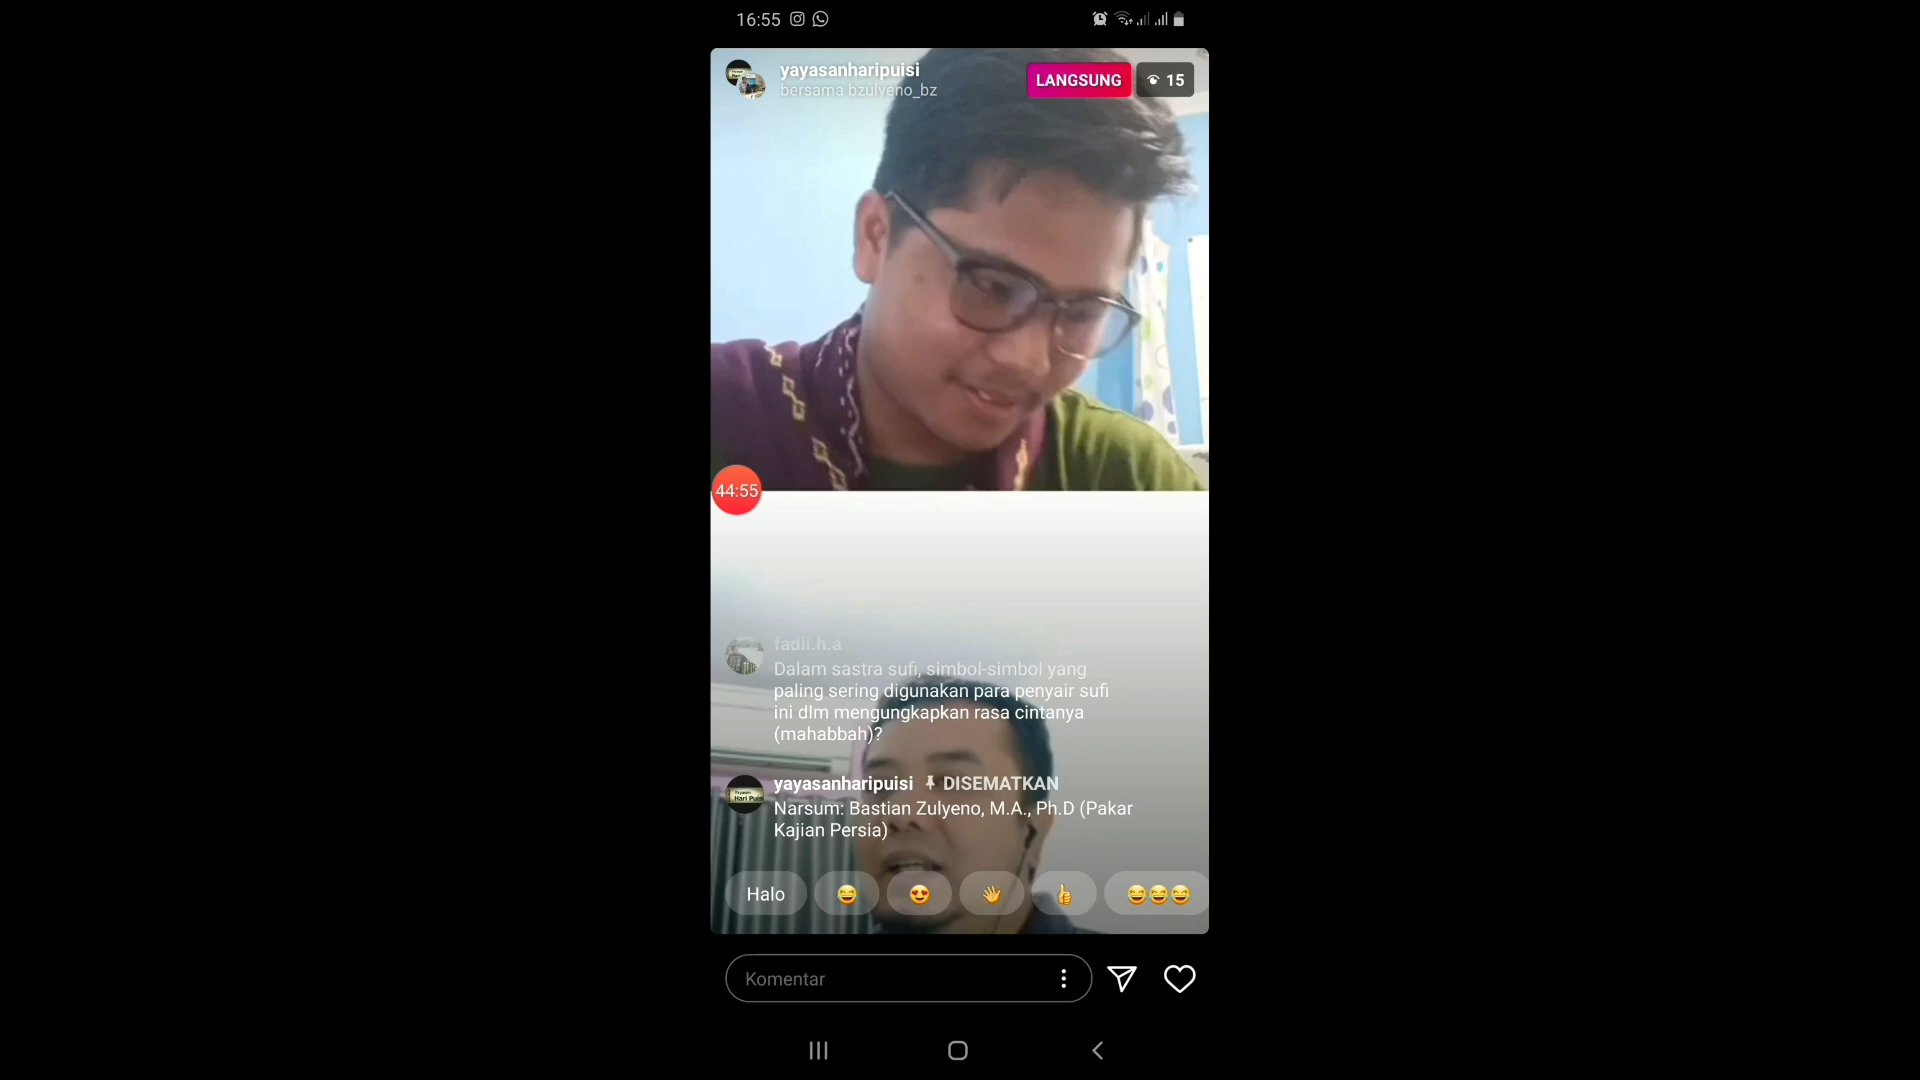 16:55
yayasanharipuisi
bersama bzulyeno_bz
LANGSUNG
15
44:55
fadli.h.a
Dalam sastra sufi, simbol-simbol yang
paling sering digunakan para penyair sufi
ini dlm mengungkapkan rasa cintanya
(mahabbah)?
yayasanharipuisi DISEMATKAN
Narsum: Bastian Zulyeno, M.A., Ph.D (Pakar
Kajian Persia)
Halo
Komentar